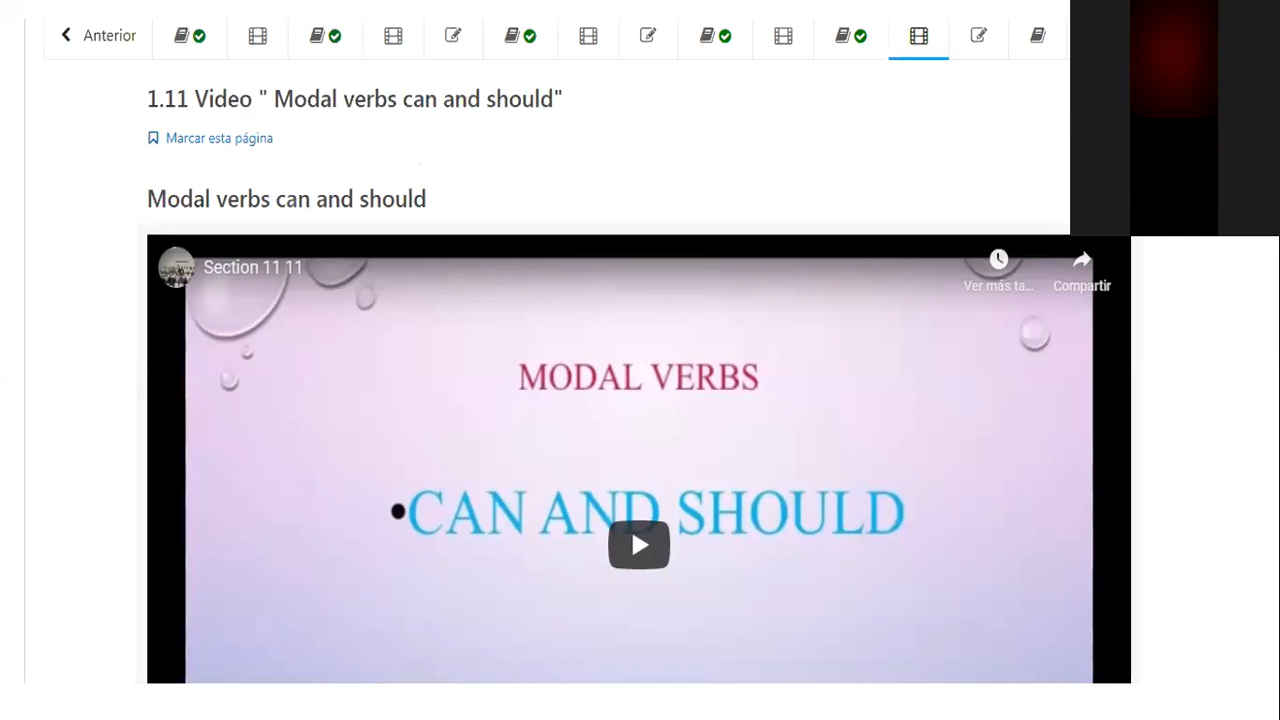 Anterior
1.11 Video " Modal verbs can and should"
Marcar esta página
Modal verbs can and should
Section 11 11
Ver más ta...
Compartir
MODAL VERBS
•CAN AND SHOULD